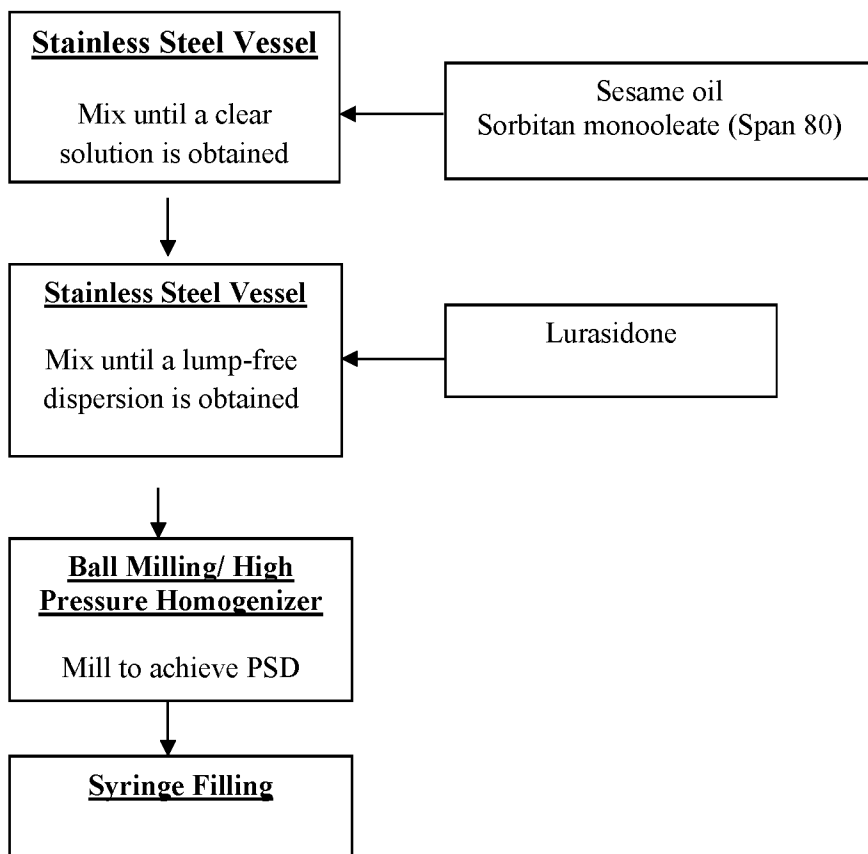 Stainless Steel Vessel
Mix until a clear
solution is obtained
Sesame oil
Sorbitan monooleate (Span 80)
Stainless Steel Vessel
Mix until a lump-free
dispersion is obtained
Lurasidone
Ball Milling/ High
Pressure Homogenizer
Mill to achieve PSD
Syringe Filling